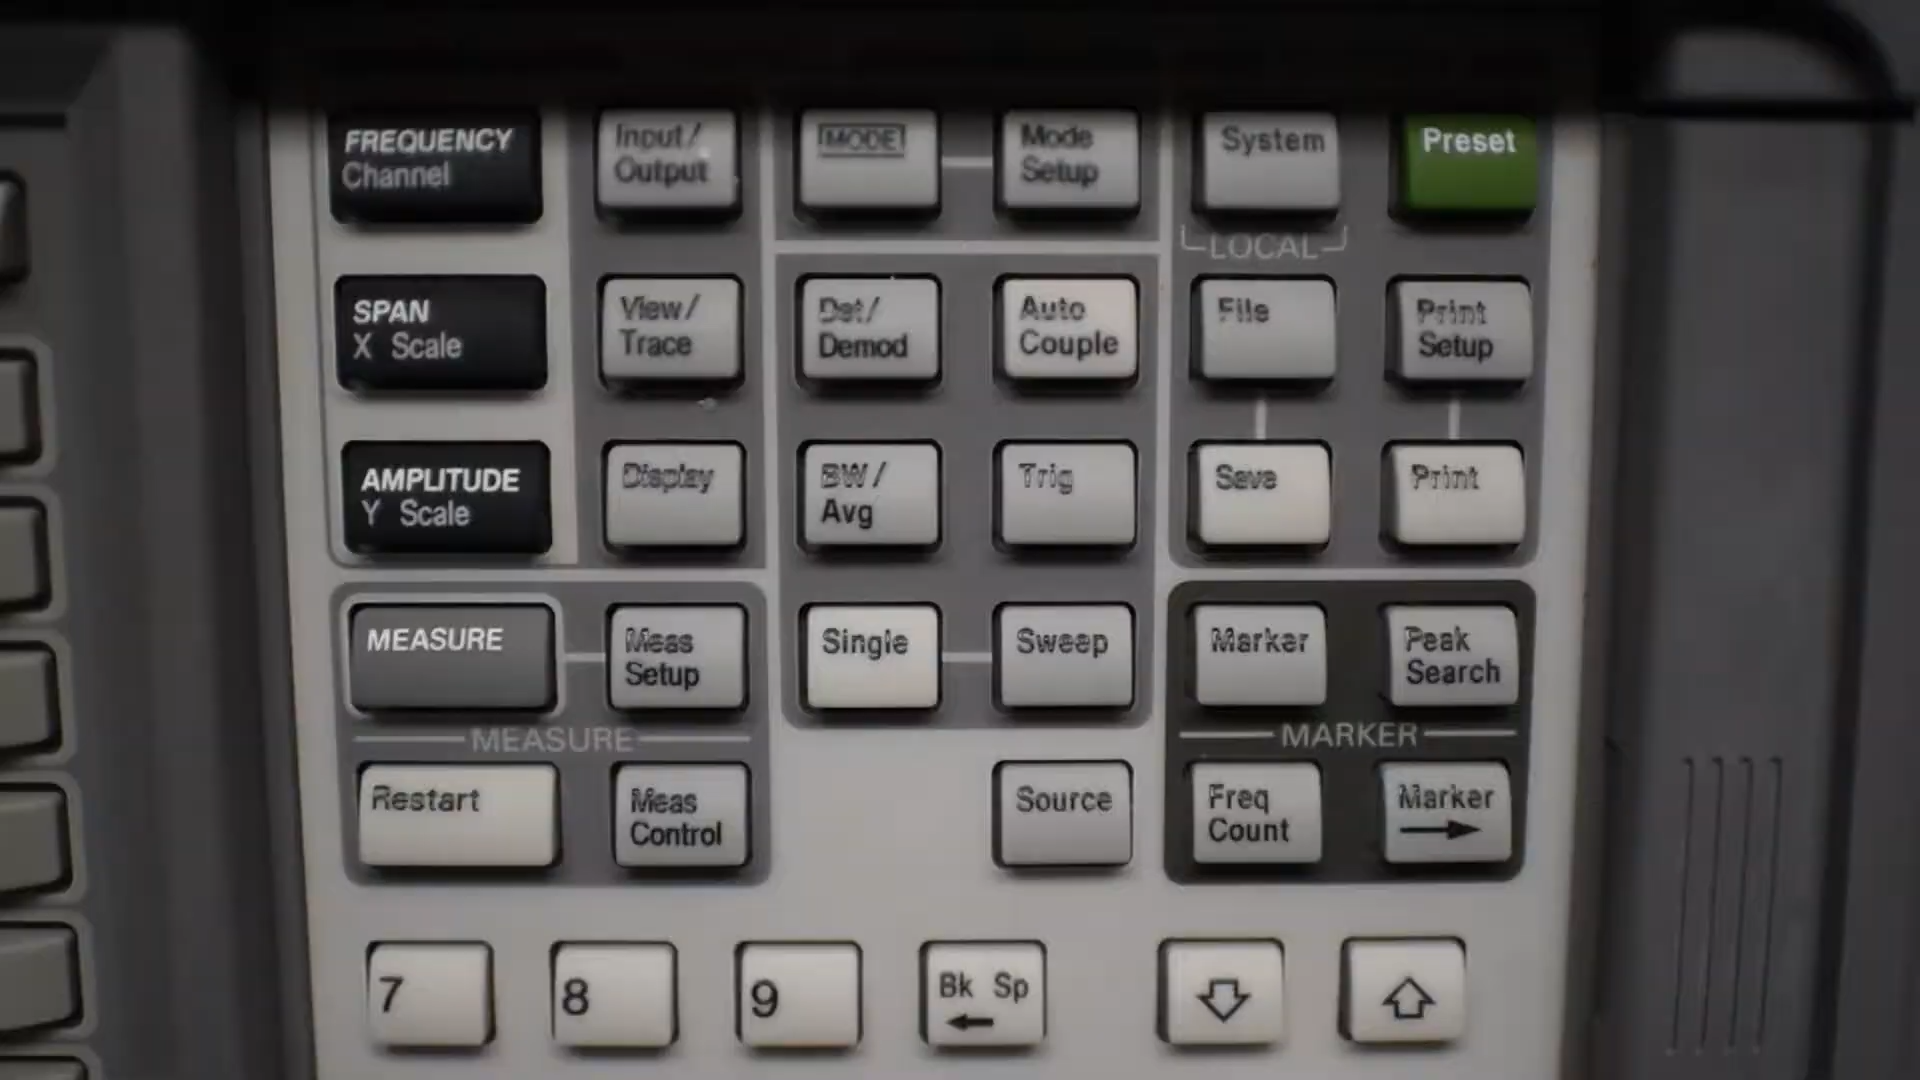 FREQUENCY
Channel
Input/
Output
MODE
Mode
Setup
System
Preset
LOCAL
SPAN
X Scale
View/
Trace
Det/
Demod
Auto
Couple
File
Print
Setup
AMPLITUDE
Y Scale
Display
BW/
Avg
Trig
Save
Print
MEASURE
Meas
Setup
Single
Sweep
Marker
Peak
Search
MEASURE
MARKER
Restart
Meas
Control
Source
Freq
Count
Marker
7
8
9
Bk Sp